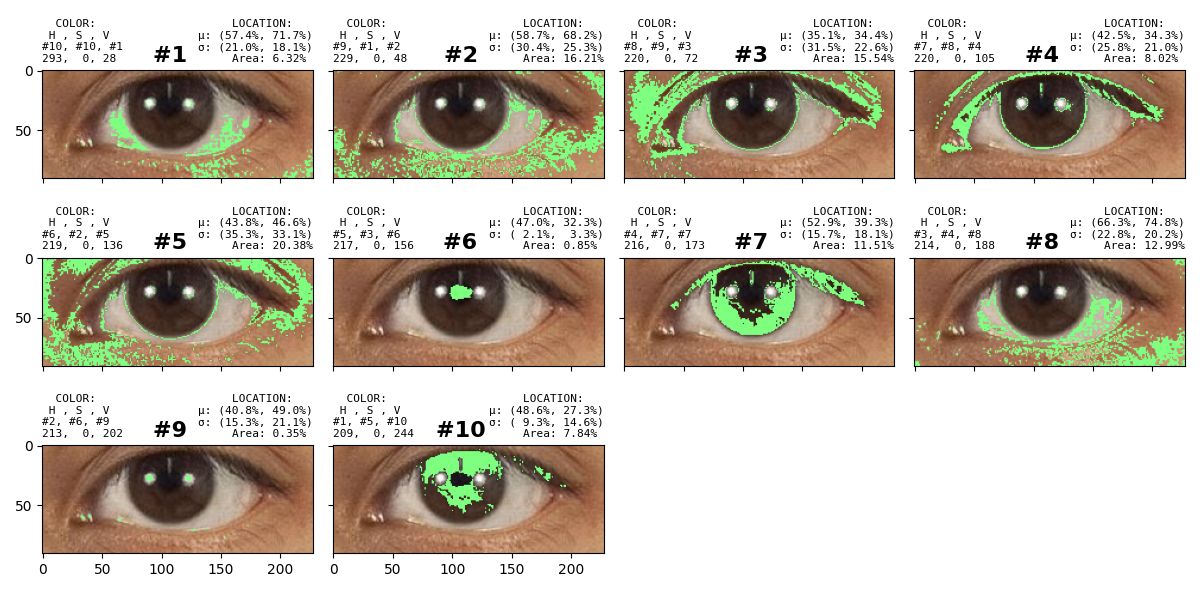 COLOR: LOCATION:
H , S , V μ: (57.4%, 71.7%)
#10, #10, #1 #1 σ: (21.0%, 18.1%)
293, 0, 28 Area: 6.32%
COLOR: LOCATION:
H , S , V μ: (58.7%, 68.2%)
#9, #1, #2 #2 σ: (30.4%, 25.3%)
229, 0, 48 Area: 16.21%
COLOR: LOCATION:
H , S , V μ: (35.1%, 34.4%)
#8, #9, #3 #3 σ: (31.5%, 22.6%)
220, 0, 72 Area: 15.54%
COLOR: LOCATION:
H , S , V μ: (42.5%, 34.3%)
#7, #8, #4 #4 σ: (25.8%, 21.0%)
220, 0, 105 Area: 8.02%
0
50
COLOR: LOCATION:
H , S , V μ: (43.8%, 46.6%)
#6, #2, #5 #5 σ: (35.3%, 33.1%)
219, 0, 136 Area: 20.38%
COLOR: LOCATION:
H , S , V μ: (47.0%, 32.3%)
#5, #3, #6 #6 σ: ( 2.1%, 3.3%)
217, 0, 156 Area: 0.85%
COLOR: LOCATION:
H , S , V μ: (52.9%, 39.3%)
#4, #7, #7 #7 σ: (15.7%, 18.1%)
216, 0, 173 Area: 11.51%
COLOR: LOCATION:
H , S , V μ: (66.3%, 74.8%)
#3, #4, #8 #8 σ: (22.8%, 20.2%)
214, 0, 188 Area: 12.99%
0
50
COLOR: LOCATION:
H , S , V μ: (40.8%, 49.0%)
#2, #6, #9 #9 σ: (15.3%, 21.1%)
213, 0, 202 Area: 0.35%
COLOR: LOCATION:
H , S , V μ: (48.6%, 27.3%)
#1, #5, #10 #10 σ: ( 9.3%, 14.6%)
209, 0, 244 Area: 7.84%
0
50
0 50 100 150 200
0 50 100 150 200